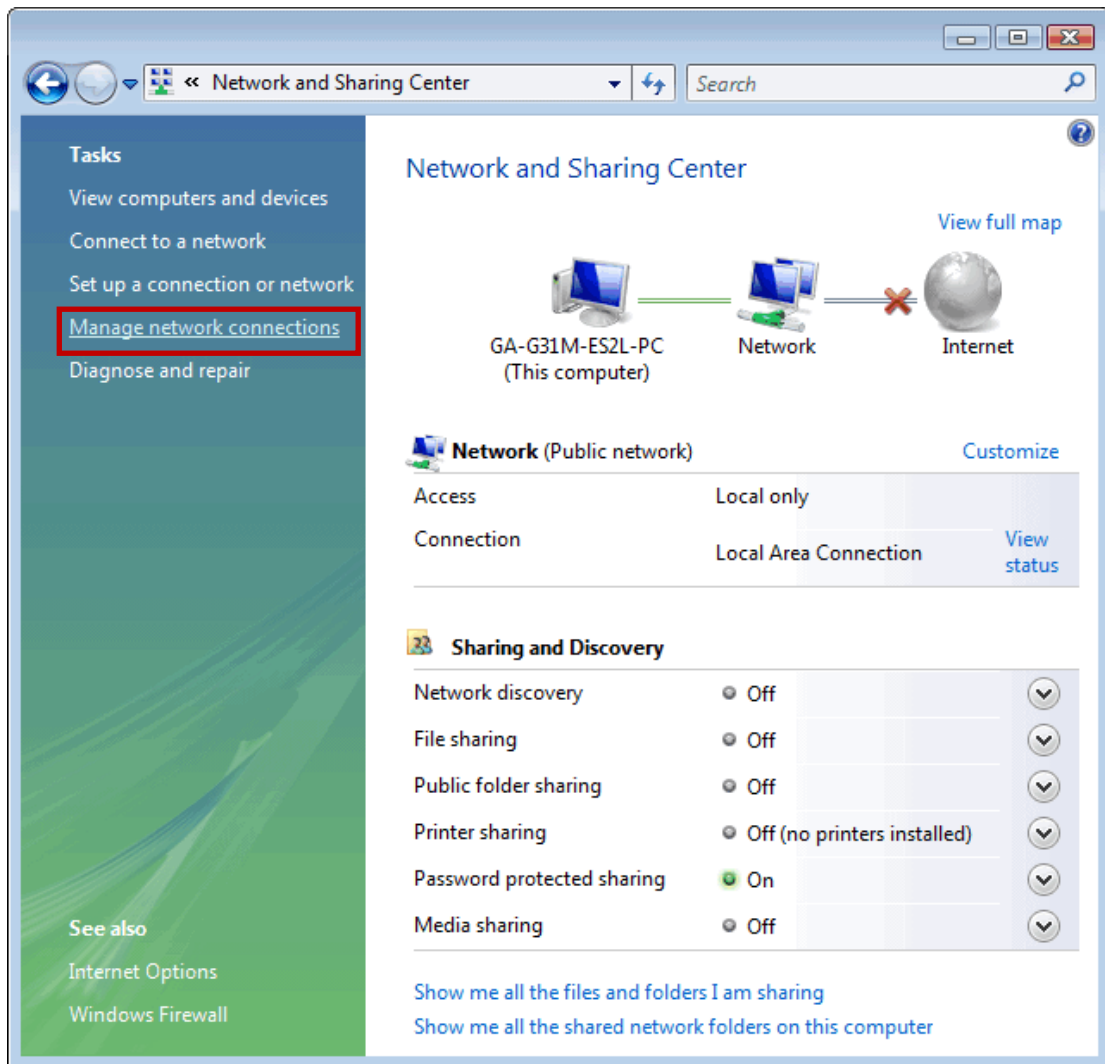 « Network and Sharing Center
Search
Tasks
View computers and devices
Connect to a network
Set up a connection or network
Manage network connections
Diagnose and repair
See also
Internet Options
Windows Firewall
Network and Sharing Center
View full map
GA-G31M-ES2L-PC
(This computer)
Network
Internet
Network (Public network)
Customize
Access Local only
Connection Local Area Connection View
status
Sharing and Discovery
Network discovery Off
File sharing Off
Public folder sharing Off
Printer sharing Off (no printers installed)
Password protected sharing On
Media sharing Off
Show me all the files and folders I am sharing
Show me all the shared network folders on this computer